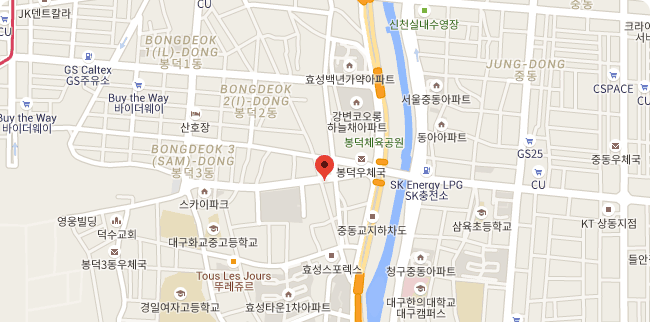 CU
JK덴트칼라
BONGDEOK
1(IL)-DONG
봉덕1동
GS Caltex
GS주유소
Buy the Way
바이더웨이
Buy the Way
바이더웨이
BONGDEOK
2(I)-DONG
봉덕2동
산호장
BONGDEOK 3
(SAM)-DONG
봉덕3동
스카이파크
영웅빌딩
덕수교회
봉덕3동우체국
대구화교중고등학교
Tous Les Jours
뚜레쥬르
경일여자고등학교
효성타운1차아파트
효성스포렉스
중동교지하차도
효성백년가약아파트
강변코오롱
하늘채아파트
봉덕체육공원
봉덕우체국
SK Energy LPG
SK충전소
신천실내수영장
서울중동아파트
동아아파트
JUNG-DONG
중동
중동
CSPACE
CU
GS25
중동우체국
CU
KT 상동지점
삼육초등학교
청구중동아파트
대구한의대학교
대구캠퍼스
들안
크라이
서비
CU